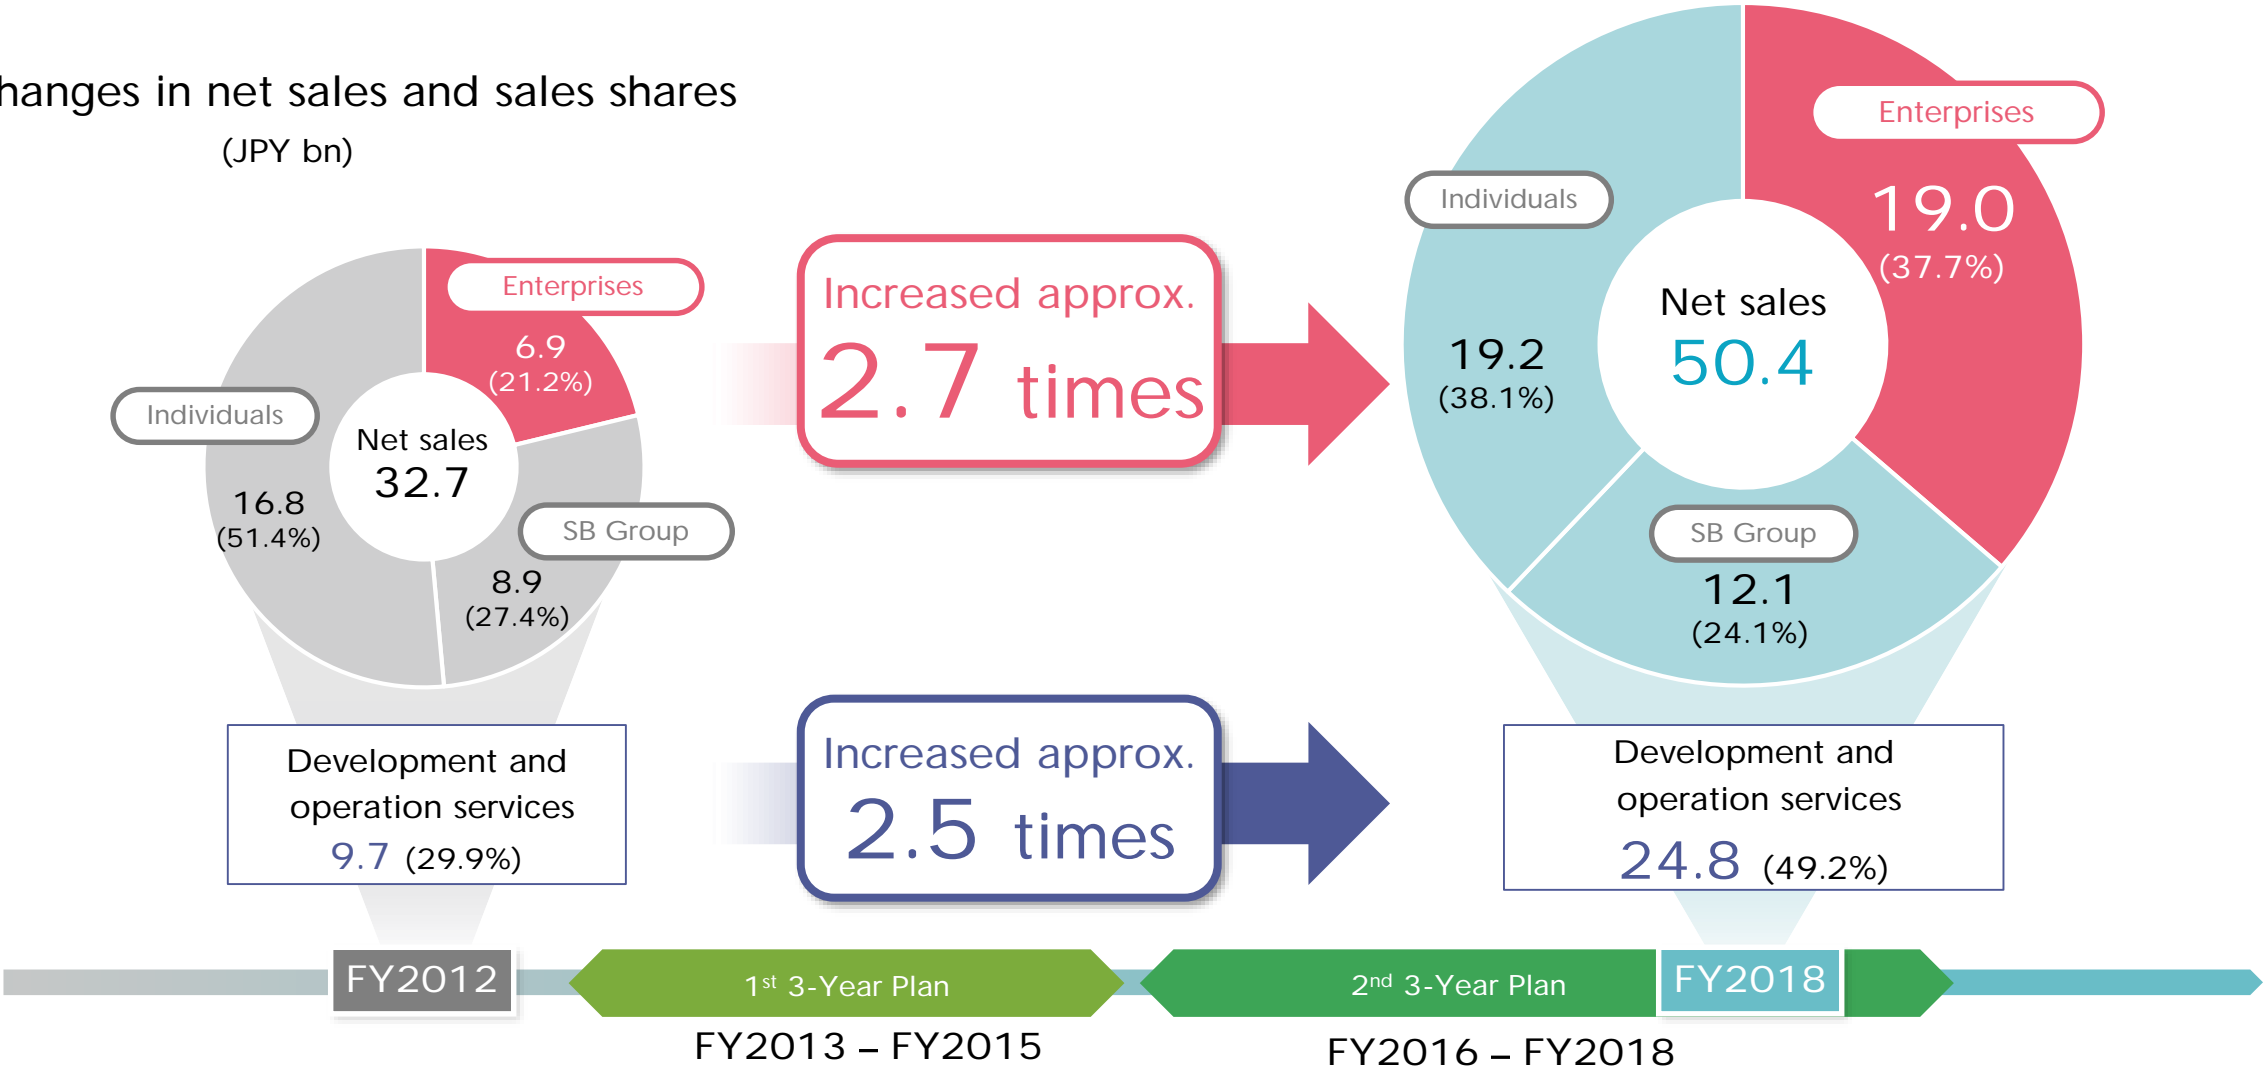 hanges in net sales and sales shares
(JPY bn)
Enterprises
6.9
(21.2%)
Individuals
16.8
(51.4%)
Net sales
32.7
SB Group
8.9
(27.4%)
Development and
operation services
9.7 (29.9%)
Increased approx.
2.7 times
Increased approx.
2.5 times
Enterprises
19.0
(37.7%)
Individuals
19.2
(38.1%)
Net sales
50.4
SB Group
12.1
(24.1%)
Development and
operation services
24.8 (49.2%)
FY2012
1st 3-Year Plan
2nd 3-Year Plan
FY2018
FY2013 – FY2015
FY2016 – FY2018